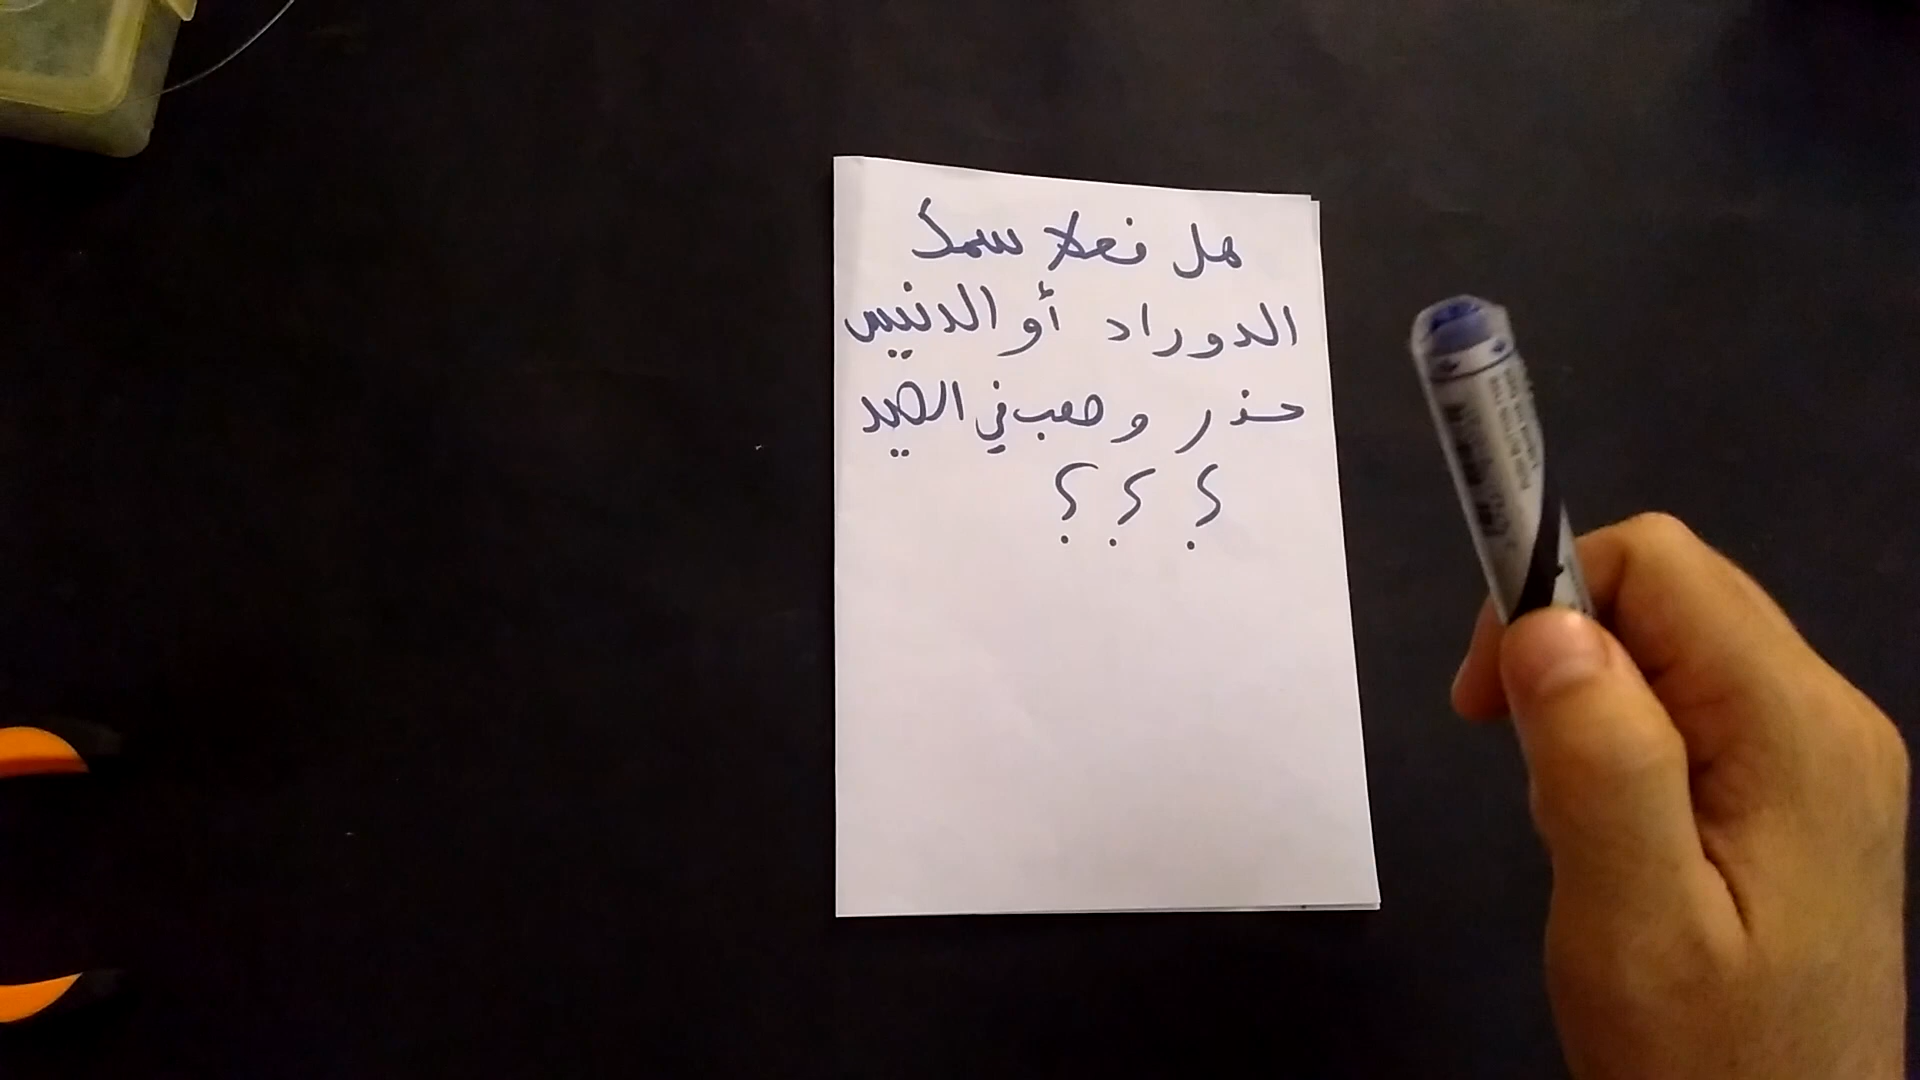 هل فعلا سمك
الدوراد أو الدنيس
حذر وصعب في الصيد
؟ ؟ ؟